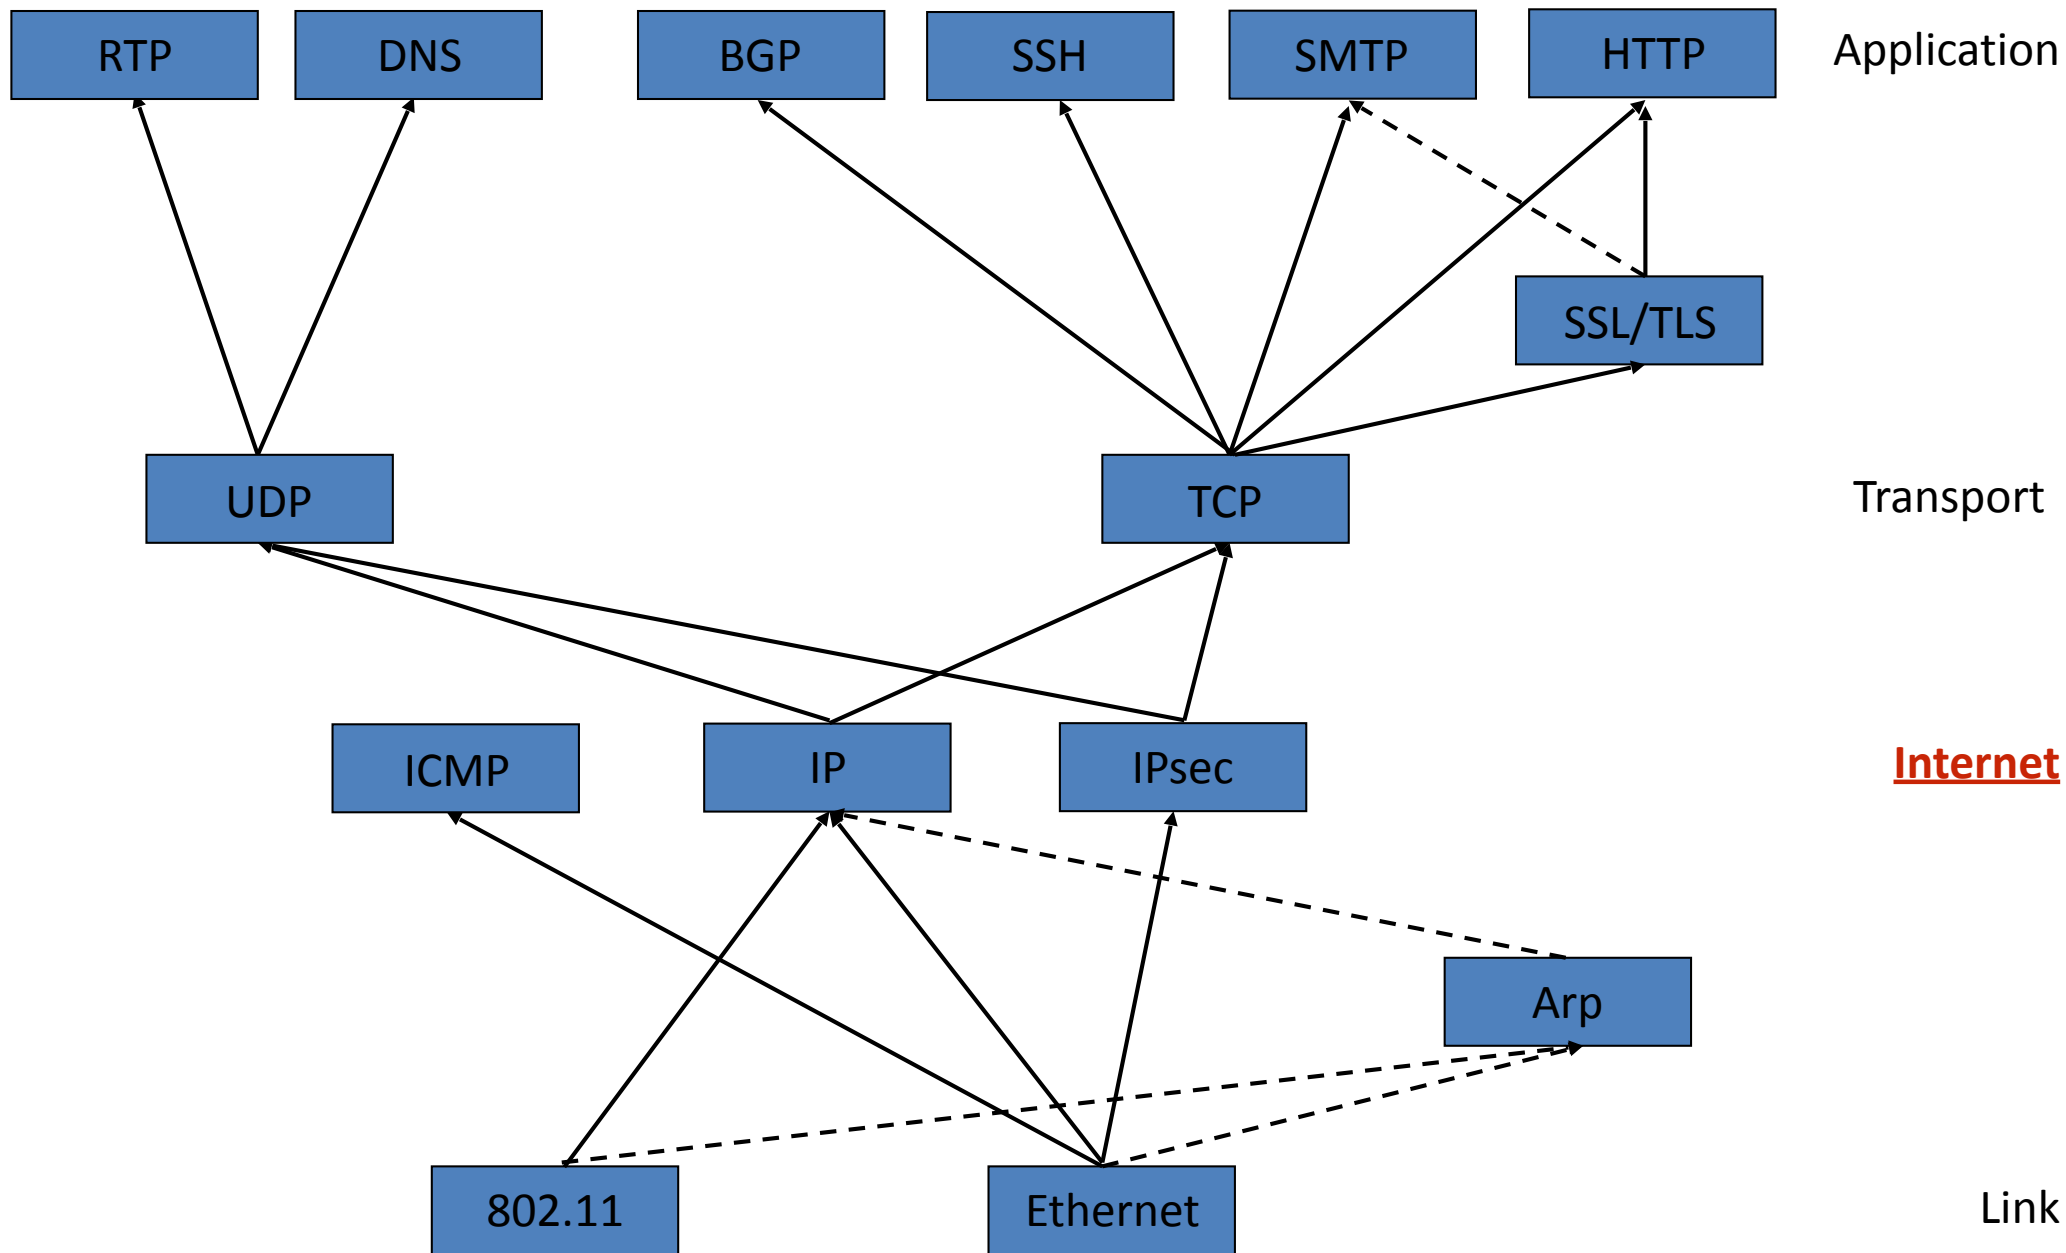 RTP
DNS
BGP
SSH
SMTP
HTTP
Application
SSL/TLS
UDP
TCP
Transport
ICMP
IP
IPsec
Internet
Arp
802.11
Ethernet
Link